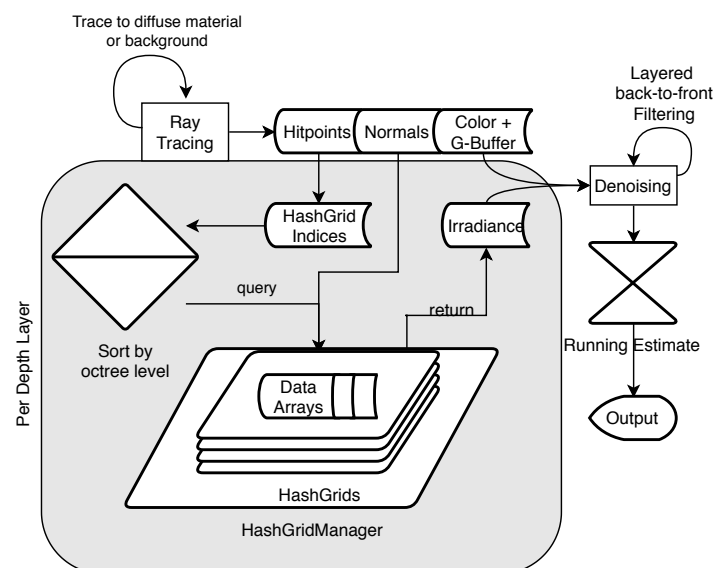 Trace to diffuse material
or background
Ray
Tracing
Hitpoints
Normals
Color +
G-Buffer
Layered
back-to-front
Filtering
Denoising
HashGrid
Indices
Irradiance
query
return
Sort by
octree level
Running Estimate
Per Depth Layer
Data
Arrays
Output
HashGrids
HashGridManager